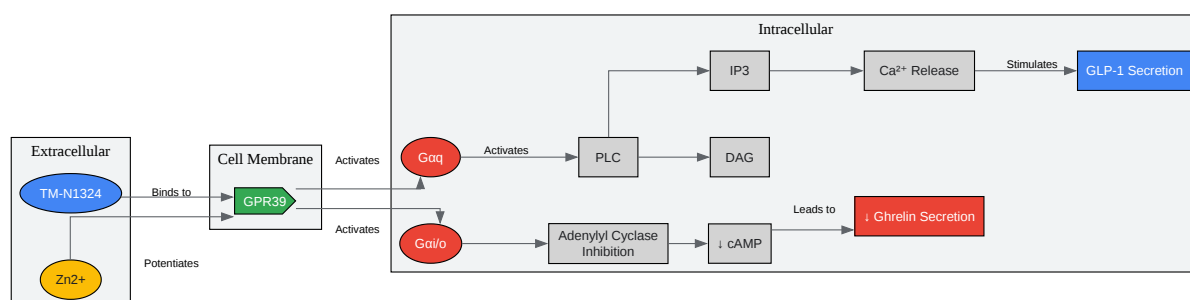 Intracellular
IP3
Ca²⁺ Release
Stimulates
GLP-1 Secretion
Extracellular
Cell Membrane
Activates
Gαq
Activates
PLC
DAG
TM-N1324
Binds to
GPR39
Activates
Gαi/o
Adenylyl Cyclase
Inhibition
↓ cAMP
Leads to
↓ Ghrelin Secretion
Zn2+
Potentiates